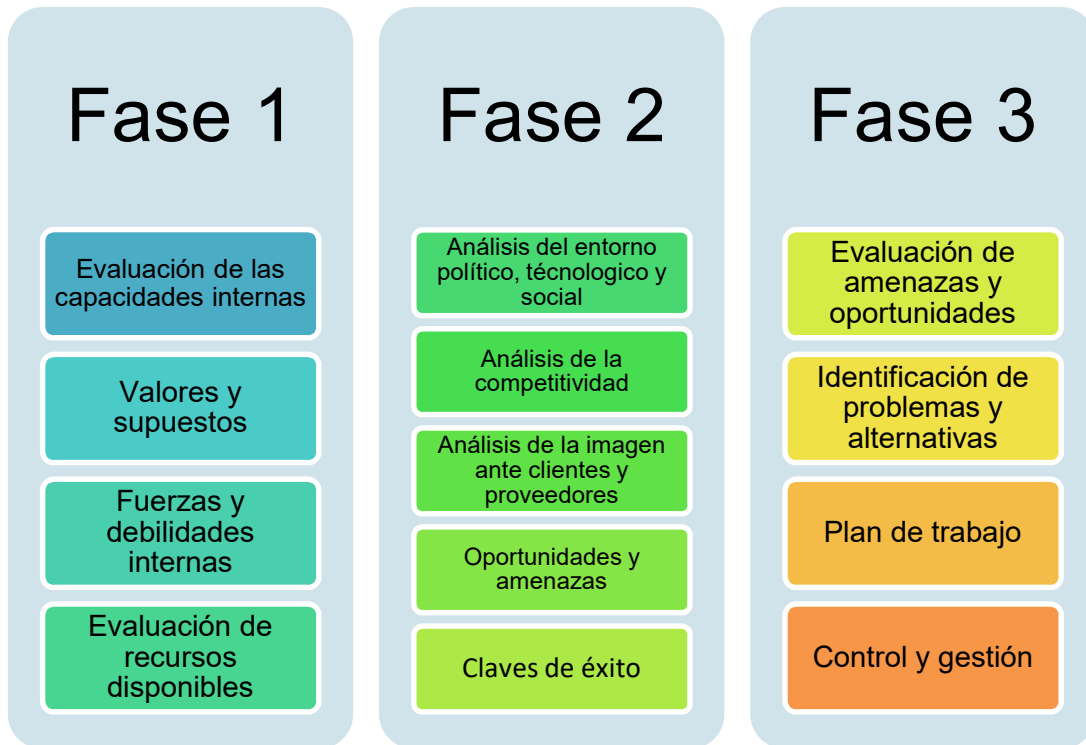 Fase 1
Evaluación de las
capacidades internas
Valores y
supuestos
Fuerzas y
debilidades
internas
Evaluación de
recursos
disponibles
Fase 2
Análisis del entorno
político, técnologico y
social
Análisis de la
competitividad
Análisis de la imagen
ante clientes y
proveedores
Oportunidades y
amenazas
Claves de éxito
Fase 3
Evaluación de
amenazas y
oportunidades
Identificación de
problemas y
alternativas
Plan de trabajo
Control y gestión